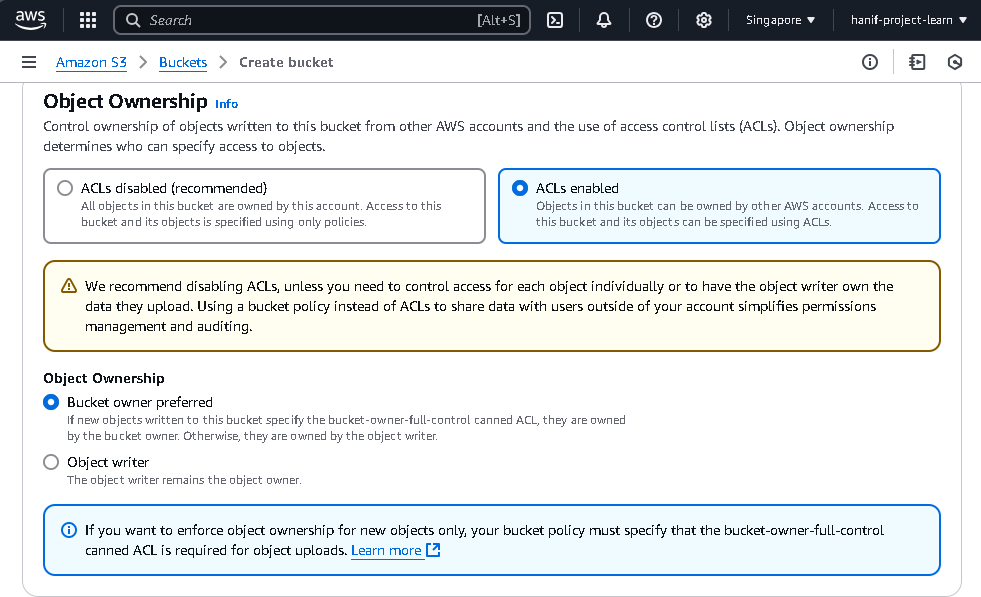 aws
Search
[Alt+S]
Singapore
hanif-project-learn
Amazon S3
Buckets
Create bucket
Object Ownership Info
Control ownership of objects written to this bucket from other AWS accounts and the use of access control lists (ACLs). Object ownership
determines who can specify access to objects.
ACLs disabled (recommended)
All objects in this bucket are owned by this account. Access to this
bucket and its objects is specified using only policies.
ACLs enabled
Objects in this bucket can be owned by other AWS accounts. Access to
this bucket and its objects can be specified using ACLs.
We recommend disabling ACLs, unless you need to control access for each object individually or to have the object writer own the
data they upload. Using a bucket policy instead of ACLs to share data with users outside of your account simplifies permissions
management and auditing.
Object Ownership
Bucket owner preferred
If new objects written to this bucket specify the bucket-owner-full-control canned ACL, they are owned
by the bucket owner. Otherwise, they are owned by the object writer.
Object writer
The object writer remains the object owner.
If you want to enforce object ownership for new objects only, your bucket policy must specify that the bucket-owner-full-control
canned ACL is required for object uploads. Learn more